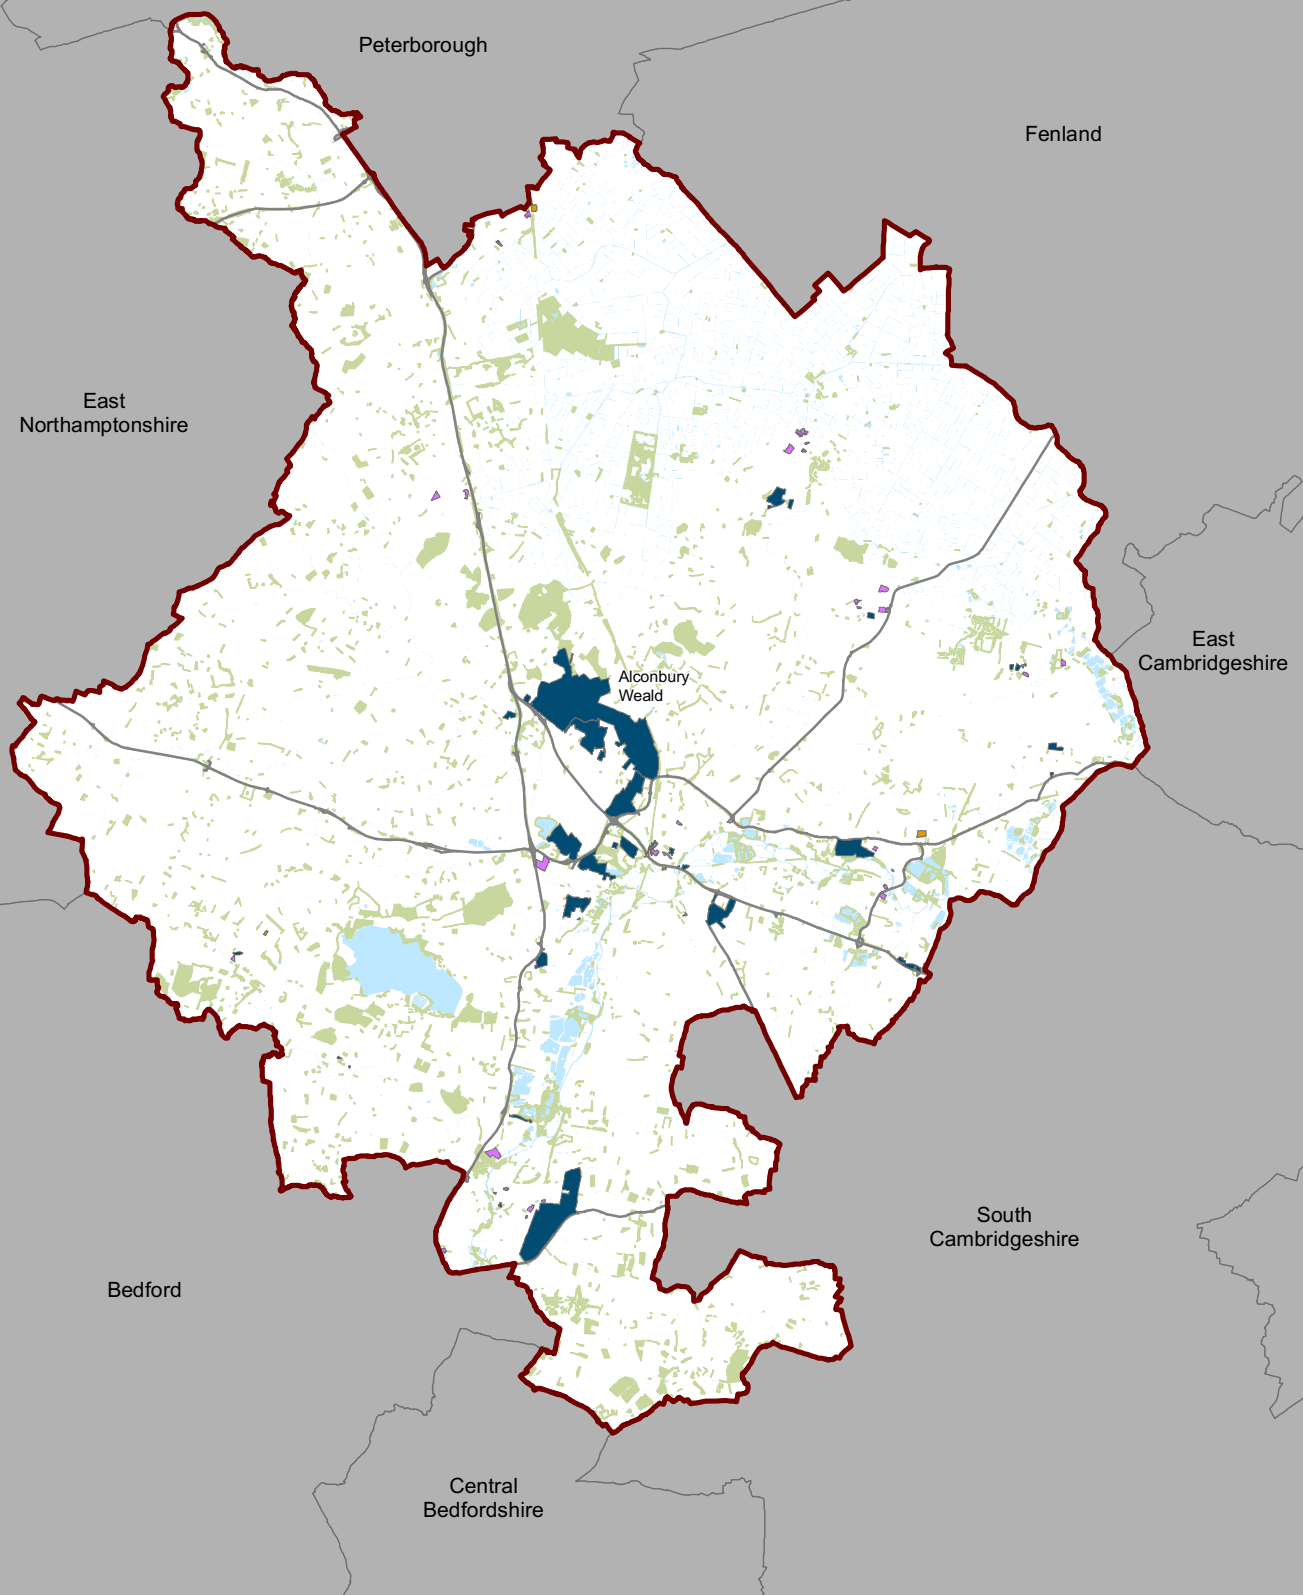 Peterborough
Fenland
East
Northamptonshire
East
Cambridgeshire
Alconbury
Weald
South
Cambridgeshire
Bedford
Central
Bedfordshire